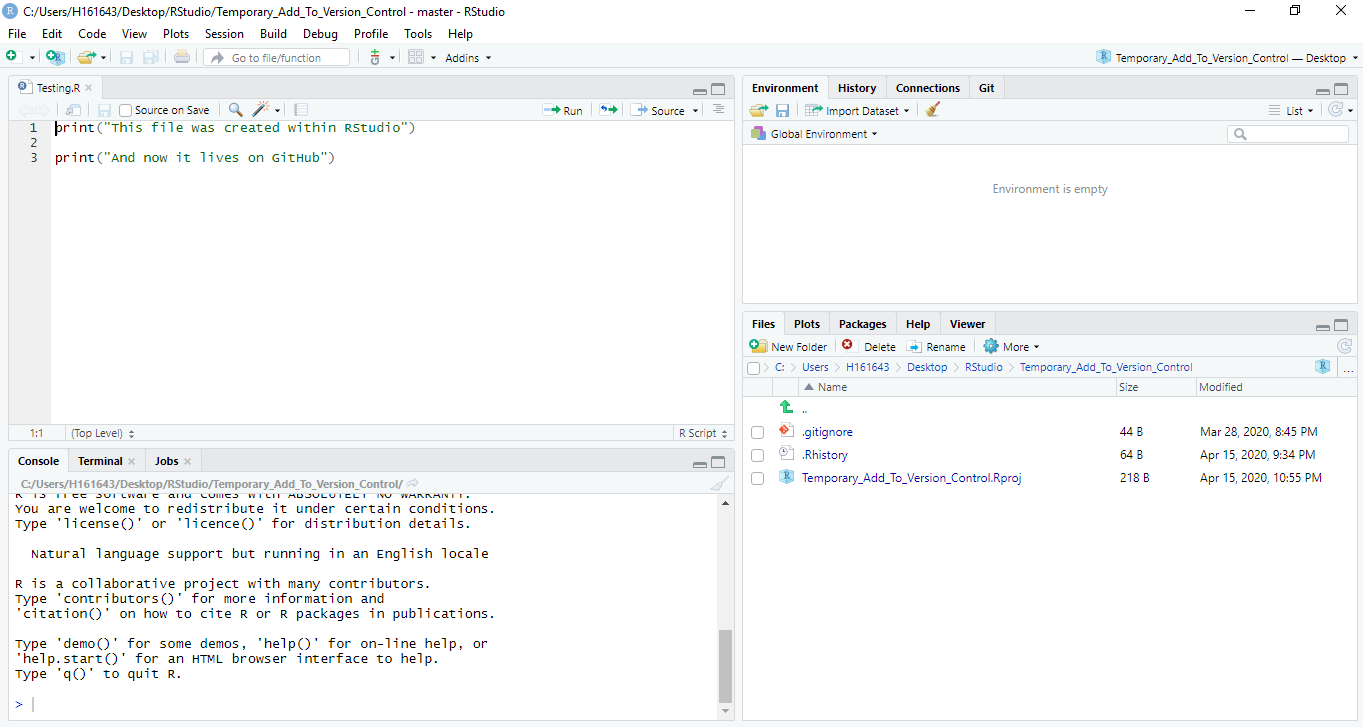 C:/Users/H161643/Desktop/RStudio/Temporary_Add_To_Version_Control - master - RStudio
File Edit Code View Plots Session Build Debug Profile Tools Help
Go to file/function Addins Temporary_Add_To_Version_Control — Desktop
Testing.R
Source on Save Run Source
1 print("This file was created within RStudio")
2
3 print("And now it lives on GitHub")
1:1 (Top Level) R Script
Console Terminal Jobs
C:/Users/H161643/Desktop/RStudio/Temporary_Add_To_Version_Control/
R is free software and comes with ABSOLUTELY NO WARRANTY.
You are welcome to redistribute it under certain conditions.
Type 'license()' or 'licence()' for distribution details.
Natural language support but running in an English locale
R is a collaborative project with many contributors.
Type 'contributors()' for more information and
'citation()' on how to cite R or R packages in publications.
Type 'demo()' for some demos, 'help()' for on-line help, or
'help.start()' for an HTML browser interface to help.
Type 'q()' to quit R.
>
Environment History Connections Git
Import Dataset List
Global Environment
Environment is empty
Files Plots Packages Help Viewer
New Folder Delete Rename More
C: Users H161643 Desktop RStudio Temporary_Add_To_Version_Control ...
Name Size Modified
..
.gitignore 44 B Mar 28, 2020, 8:45 PM
.Rhistory 64 B Apr 15, 2020, 9:34 PM
Temporary_Add_To_Version_Control.Rproj 218 B Apr 15, 2020, 10:55 PM